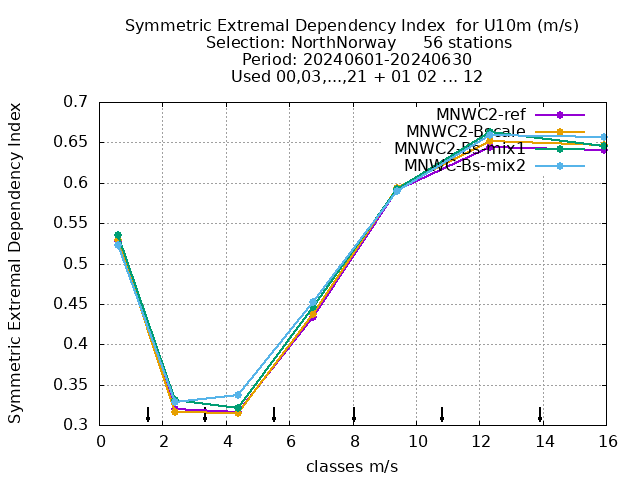 Symmetric Extremal Dependency Index  for U10m (m/s)
Selection: NorthNorway     56 stations
Period: 20240601-20240630
Used 00,03,...,21 + 01 02 ... 12
Symmetric Extremal Dependency Index
0.7
0.65
0.6
0.55
0.5
0.45
0.4
0.35
0.3
MNWC2-ref
MNWC2-Bscale
MNWC2-Bs-mix1
MNWC-Bs-mix2
0 2 4 6 8 10 12 14 16
classes m/s